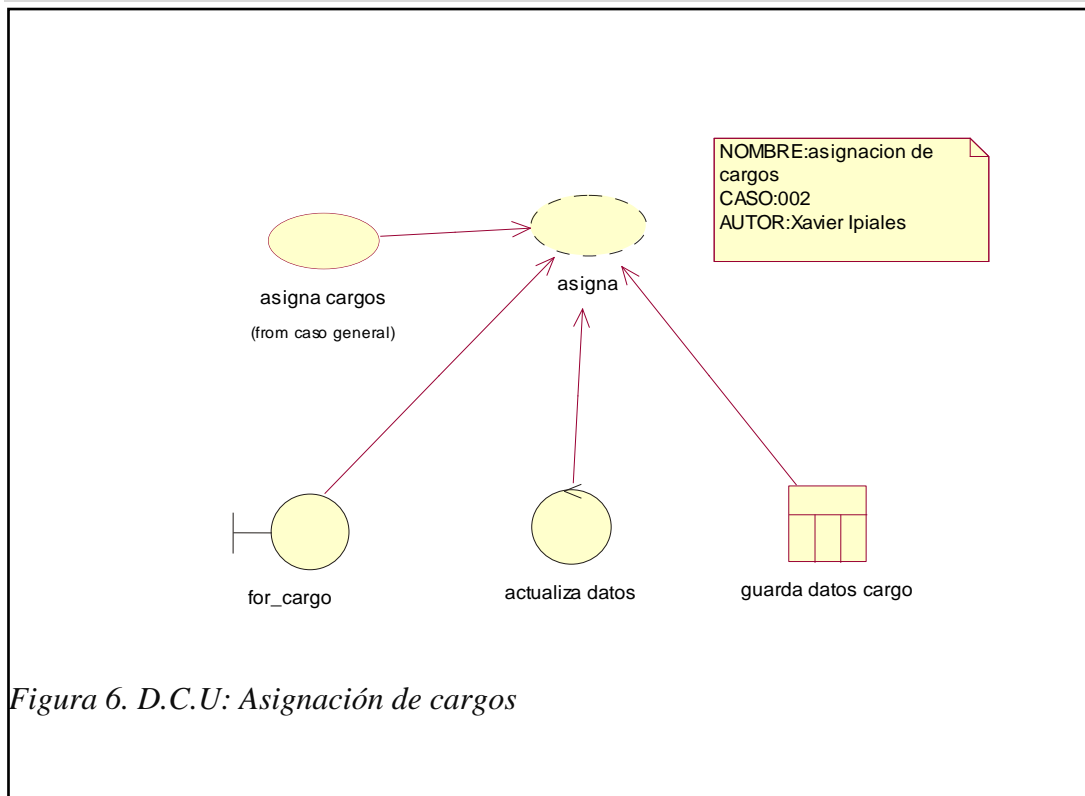 NOMBRE:asignacion de
cargos
CASO:002
AUTOR:Xavier Ipiales
asigna cargos
(from caso general)
asigna
for_cargo
actualiza datos
guarda datos cargo
Figura 6. D.C.U: Asignación de cargos